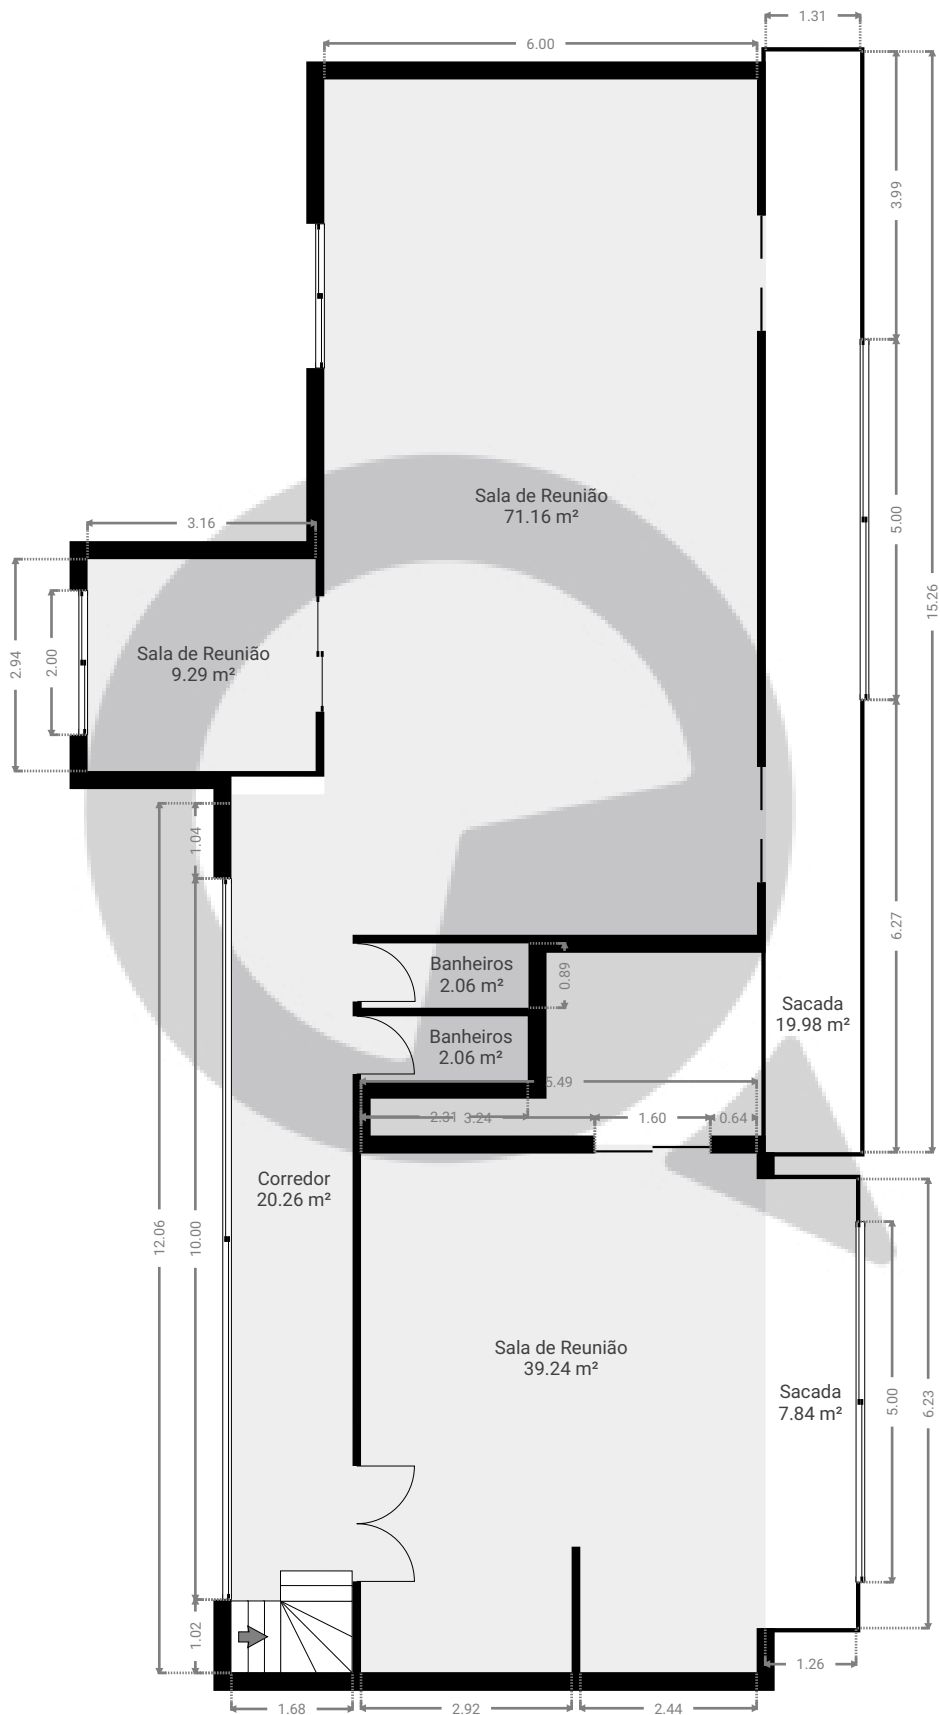 1.31
6.00
3.99
Sala de Reunião
71.16 m²
5.00
3.16
15.26
2.94
2.00
Sala de Reunião
9.29 m²
1.04
6.27
Banheiros
2.06 m²
0.89
Sacada
19.98 m²
Banheiros
2.06 m²
5.49
2.31
3.24
1.60
0.64
Corredor
20.26 m²
12.06
10.00
Sala de Reunião
39.24 m²
Sacada
7.84 m²
5.00
6.23
1.02
1.26
1.68
2.92
2.44